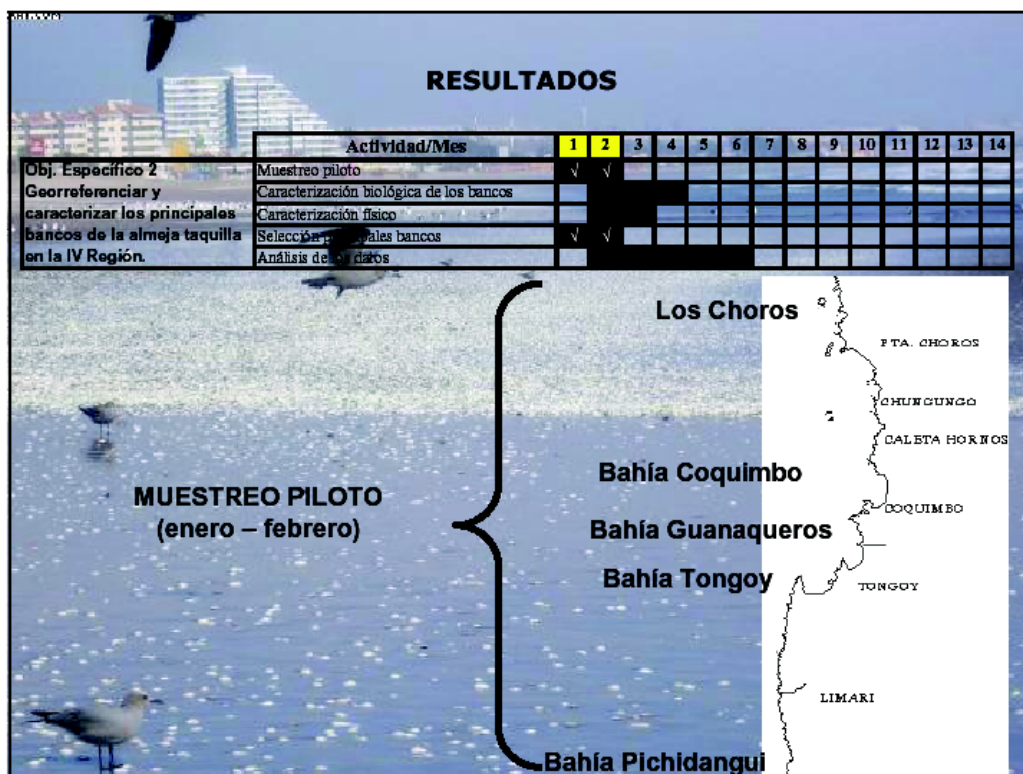 RESULTADOS
Actividad/Mes 1 2 3 4 5 6 7 8 9 10 11 12 13 14
Obj. Específico 2
Georreferenciar y
caracterizar los principales
bancos de la almeja taquilla
en la IV Región.
Muestreo piloto √ √
Caracterización biológica de los bancos
Caracterización físico
Selección principales bancos √ √
Análisis de los datos
Los Choros
PTA. CHOROS
CHUNGUNGO
CALETA HORNOS
Bahía Coquimbo
MUESTREO PILOTO
(enero – febrero)
COQUIMBO
Bahía Guanaqueros
Bahía Tongoy
TONGOY
LIMARI
Bahía Pichidangui